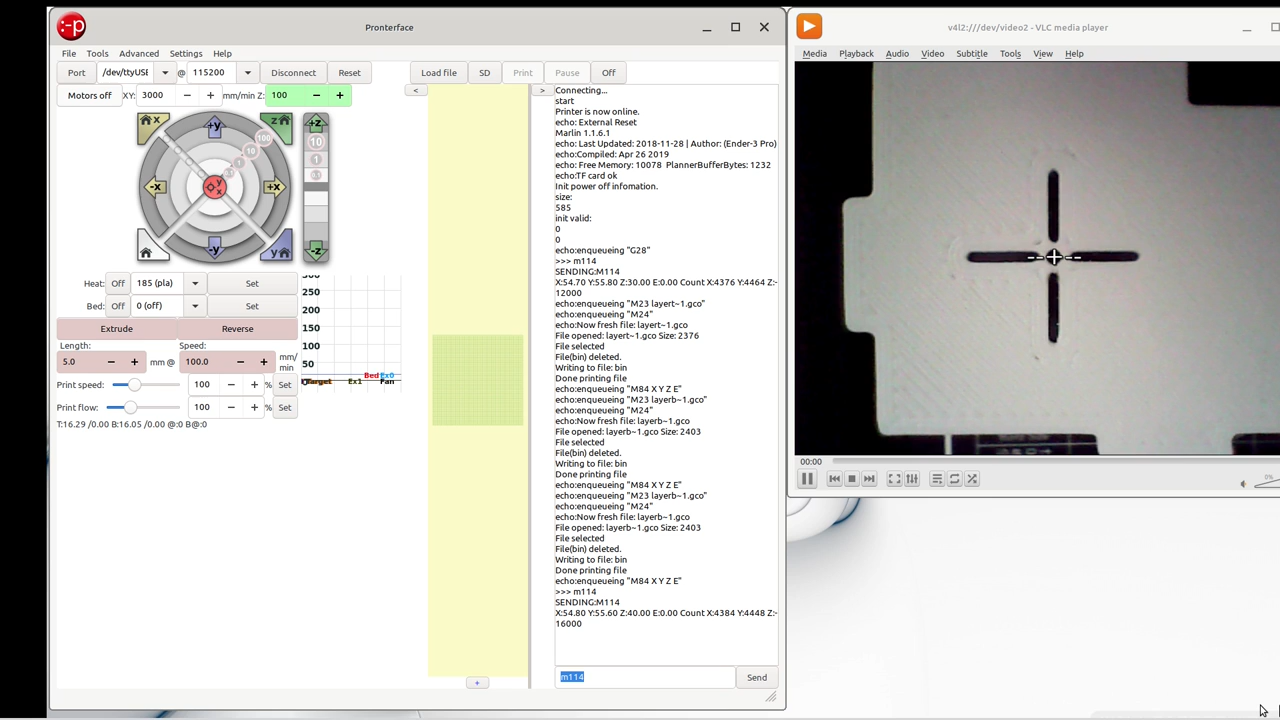 Pronterface
File Tools Advanced Settings Help
Port /dev/ttyUSB @ 115200 Disconnect Reset Load file SD Print Pause Off
Motors off XY: 3000 − + mm/min Z: 100 − + < >
x +y z +z
100 10 1 0.1 10 1 0.1
-x +x
-y y -z
Heat: Off 185 (pla) Set
Bed: Off 0 (off) Set
Extrude Reverse
Length: Speed:
5.0 − + mm @ 100.0 − + mm/
min
Print speed: 100 − + % Set
Print flow: 100 − + % Set
T:16.29 /0.00 B:16.05 /0.00 @:0 B@:0
300
250
200
150
100
50
Bed Ex0
Target Ex1 Fan
+
Connecting...
start
Printer is now online.
echo: External Reset
Marlin 1.1.6.1
echo: Last Updated: 2018-11-28 | Author: (Ender-3 Pro)
echo:Compiled: Apr 26 2019
echo: Free Memory: 10078 PlannerBufferBytes: 1232
echo:TF card ok
Init power off infomation.
size:
585
init valid:
0
0
echo:enqueueing "G28"
>>> m114
SENDING:M114
X:54.70 Y:55.80 Z:30.00 E:0.00 Count X:4376 Y:4464 Z:-
12000
echo:enqueueing "M23 layert~1.gco"
echo:enqueueing "M24"
echo:Now fresh file: layert~1.gco
File opened: layert~1.gco Size: 2376
File selected
File(bin) deleted.
Writing to file: bin
Done printing file
echo:enqueueing "M84 X Y Z E"
echo:enqueueing "M23 layerb~1.gco"
echo:enqueueing "M24"
echo:Now fresh file: layerb~1.gco
File opened: layerb~1.gco Size: 2403
File selected
File(bin) deleted.
Writing to file: bin
Done printing file
echo:enqueueing "M84 X Y Z E"
echo:enqueueing "M23 layerb~1.gco"
echo:enqueueing "M24"
echo:Now fresh file: layerb~1.gco
File opened: layerb~1.gco Size: 2403
File selected
File(bin) deleted.
Writing to file: bin
Done printing file
echo:enqueueing "M84 X Y Z E"
>>> m114
SENDING:M114
X:54.80 Y:55.60 Z:40.00 E:0.00 Count X:4384 Y:4448 Z:-
16000
m114 Send
v4l2:///dev/video2 - VLC media player
Media Playback Audio Video Subtitle Tools View Help
00:00
0%